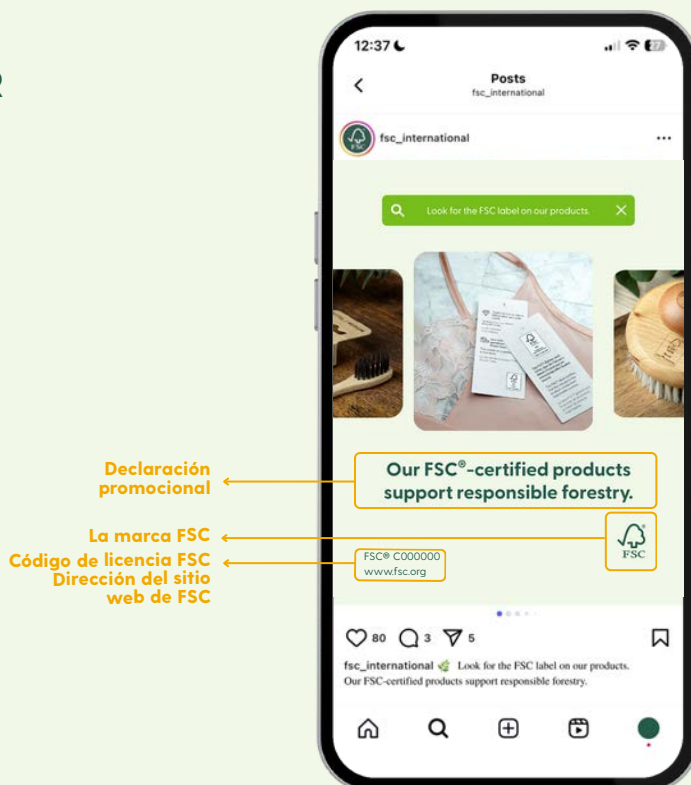 R
12:37
27
Posts
fsc_international
FSC
fsc_international
Look for the FSC label on our products.
Declaración
promocional
Our FSC®-certified products
support responsible forestry.
La marca FSC
FSC
Código de licencia FSC
Dirección del sitio
web de FSC
FSC® C000000
www.fsc.org
80
3
5
fsc_international Look for the FSC label on our products.
Our FSC-certified products support responsible forestry.